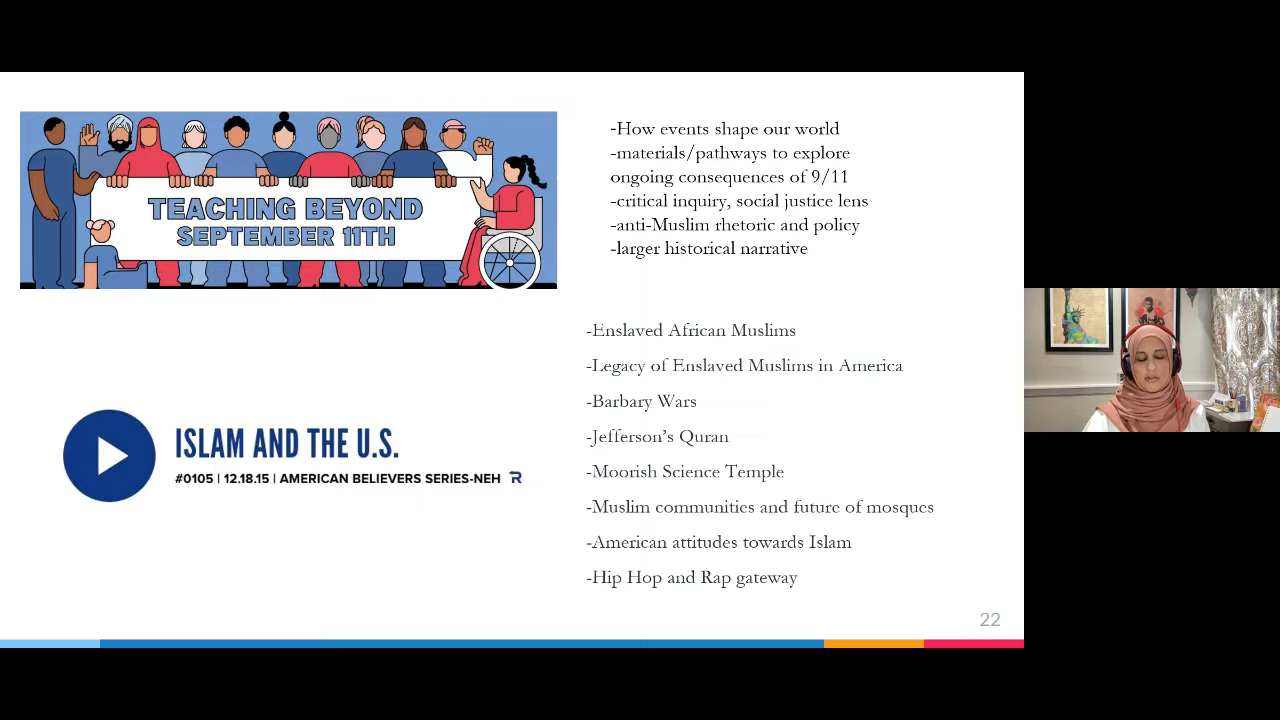 TEACHING BEYOND
SEPTEMBER 11TH
-How events shape our world
-materials/pathways to explore
ongoing consequences of 9/11
-critical inquiry, social justice lens
-anti-Muslim rhetoric and policy
-larger historical narrative
ISLAM AND THE U.S.
#0105 | 12.18.15 | AMERICAN BELIEVERS SERIES-NEH
-Enslaved African Muslims
-Legacy of Enslaved Muslims in America
-Barbary Wars
-Jefferson's Quran
-Moorish Science Temple
-Muslim communities and future of mosques
-American attitudes towards Islam
-Hip Hop and Rap gateway
22